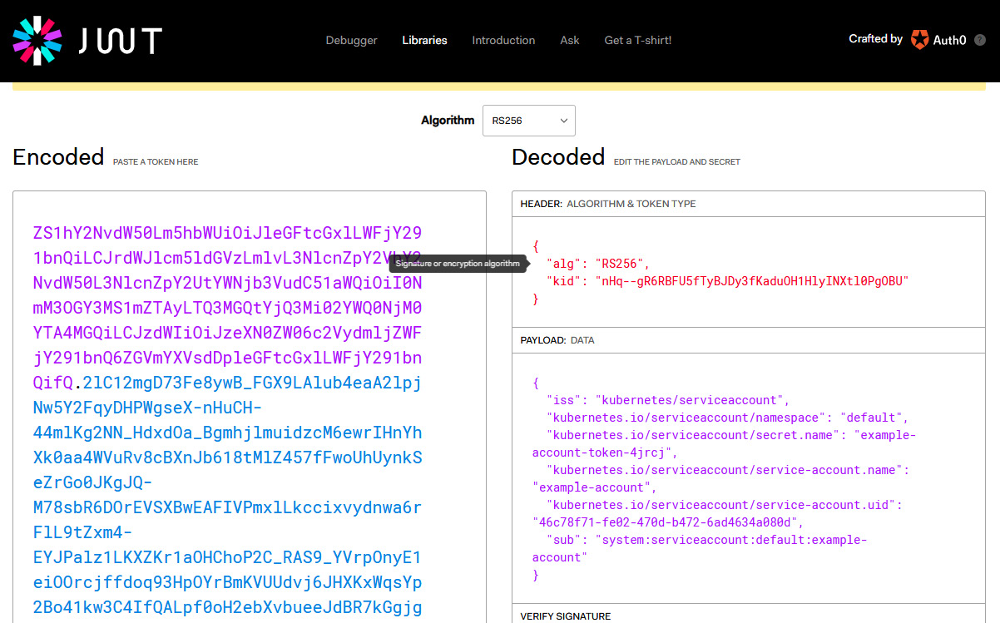 JWT
Debugger Libraries Introduction Ask Get a T-shirt!
Crafted by Auth0 ?
Algorithm RS256
Encoded PASTE A TOKEN HERE
ZS1hY2NvdW50Lm5hbWUiOiJleGFtcGxlLWFjY29
1bnQiLCJrdWJlcm5ldGVzLmlvL3NlcnZpY2VhY2
NvdW50L3NlcnZpY2UtYWNjb3VudC51aWQiOiI0N
mM3OGY3MS1mZTAyLTQ3MGQtYjQ3Mi02YWQ0NjM0
YTA4MGQiLCJzdWIiOiJzeXN0ZW06c2VydmljZWF
jY291bnQ6ZGVmYXVsdDpleGFtcGxlLWFjY291bn
QifQ.2lC12mgD73Fe8ywB_FGX9LAlub4eaA2lpj
Nw5Y2FqyDHPWgseX-nHuCH-
44mlKg2NN_HdxdOa_BgmhjlmuidzcM6ewrIHnYh
Xk0aa4WVuRv8cBXnJb618tMlZ457fFwoUhUynkS
eZrGo0JKgJQ-
M78sbR6DOrEVSXBwEAFIVPmxlLkccixvydnwa6r
FlL9tZxm4-
EYJPalz1LKXZKr1aOHChoP2C_RAS9_YVrpOnyE1
eiOOrcjffdoq93HpOYrBmKVUUdvj6JHXKxWqsYp
2Bo41kw3C4IfQALpf0oH2ebXvbueeJdBR7kGgjg
Signature or encryption algorithm
Decoded EDIT THE PAYLOAD AND SECRET
HEADER: ALGORITHM & TOKEN TYPE
{
"alg": "RS256",
"kid": "nHq--gR6RBFU5fTyBJDy3fKaduOH1HlyINXtl0PgOBU"
}
PAYLOAD: DATA
{
"iss": "kubernetes/serviceaccount",
"kubernetes.io/serviceaccount/namespace": "default",
"kubernetes.io/serviceaccount/secret.name": "example-
account-token-4jrcj",
"kubernetes.io/serviceaccount/service-account.name":
"example-account",
"kubernetes.io/serviceaccount/service-account.uid":
"46c78f71-fe02-470d-b472-6ad4634a080d",
"sub": "system:serviceaccount:default:example-
account"
}
VERIFY SIGNATURE